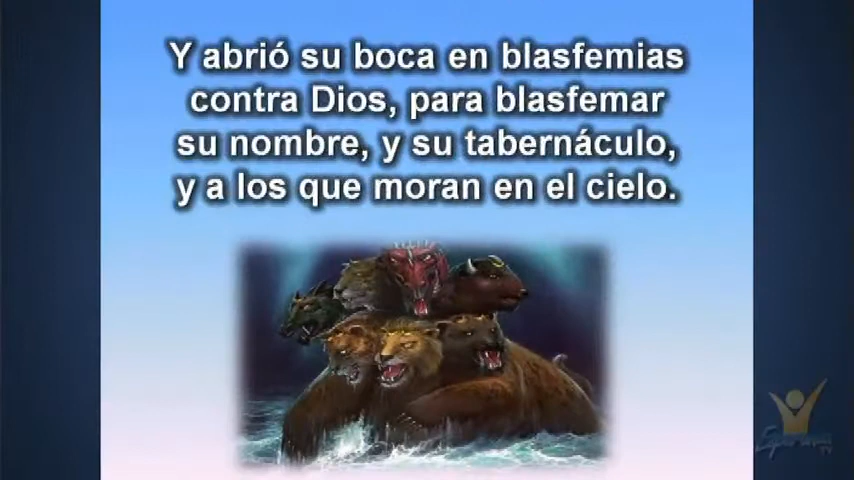 Y abrió su boca en blasfemias
contra Dios, para blasfemar
su nombre, y su tabernáculo,
y a los que moran en el cielo.